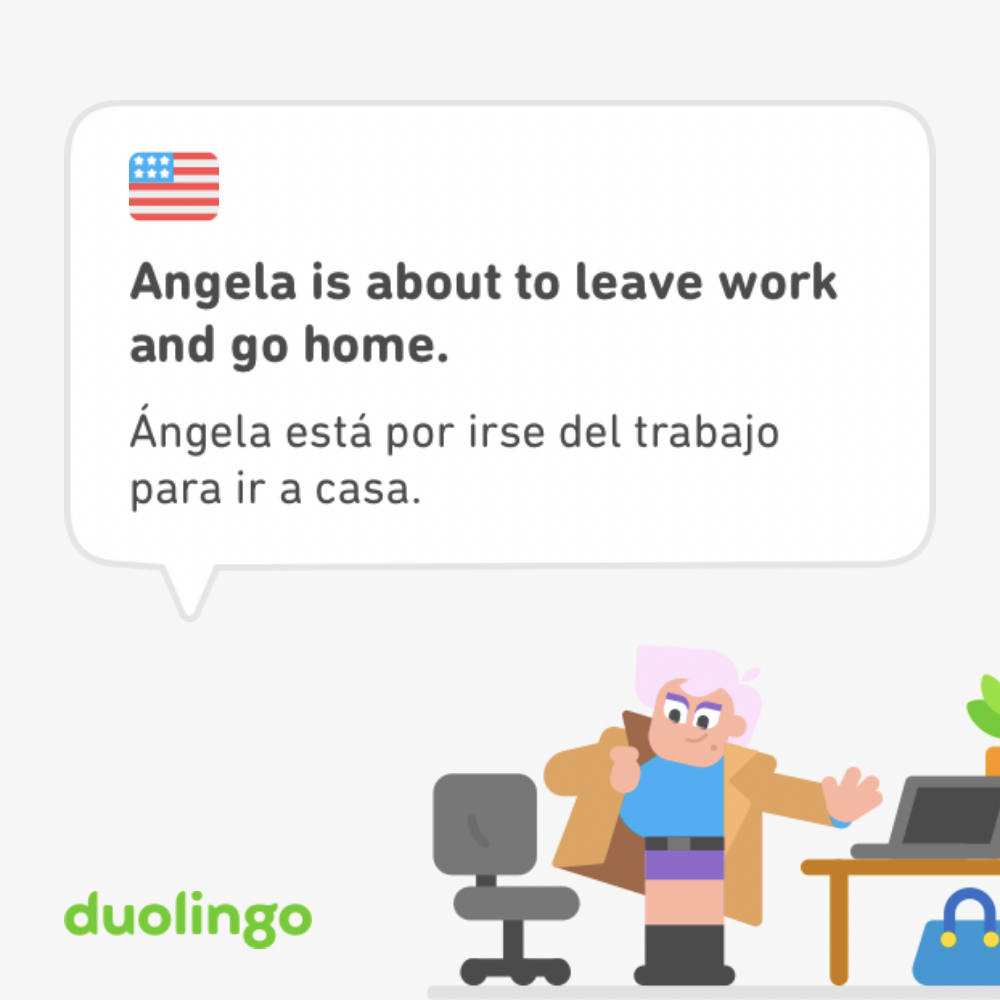 Angela is about to leave work
and go home.
Ángela está por irse del trabajo
para ir a casa.
duolingo